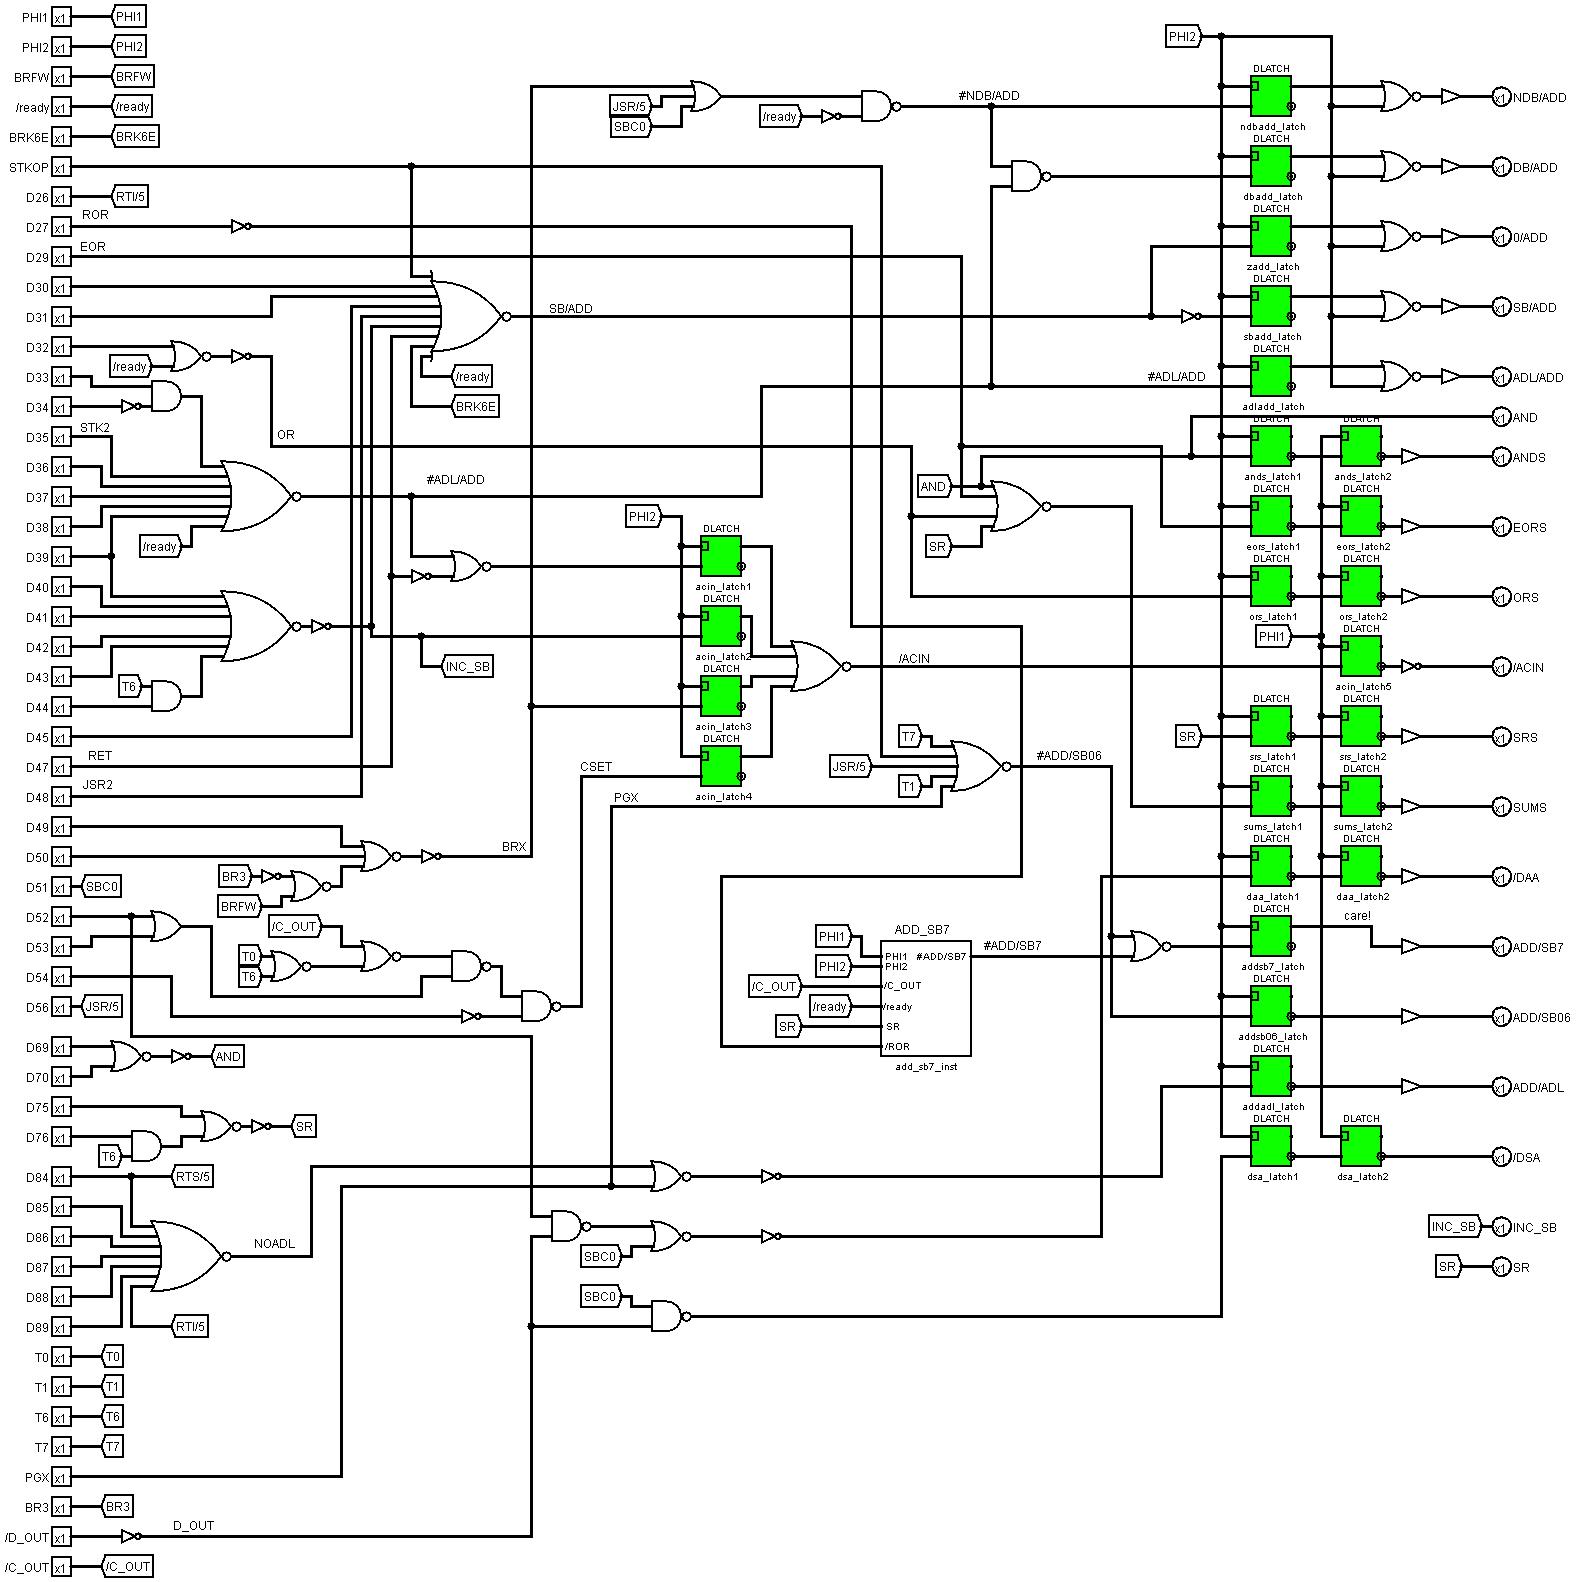 PHI1 x1 PHI1
PHI2
PHI2 x1 PHI2
DLATCH
BRFW x1 BRFW
#NDB/ADD x1 NDB/ADD
/ready x1 /ready JSR/5
/ready
SBC0 ndbadd_latch
BRK6E x1 BRK6E DLATCH
STKOP x1 x1 DB/ADD
D26 x1 RTI/5 dbadd_latch
ROR DLATCH
D27 x1
x1 0/ADD
EOR
D29 x1 zadd_latch
DLATCH
D30 x1
SB/ADD x1 SB/ADD
D31 x1
sbadd_latch
D32 x1 DLATCH
/ready
D33 x1 /ready #ADL/ADD x1 ADL/ADD
D34 x1 BRK6E adladd_latch
x1 AND
STK2 OR DLATCH DLATCH
D35 x1
x1 ANDS
D36 x1 #ADL/ADD ands_latch1 ands_latch2
AND DLATCH DLATCH
D37 x1
PHI2
D38 x1 DLATCH x1 EORS
/ready SR eors_latch1 eors_latch2
D39 x1 DLATCH DLATCH
D40 x1 acin_latch1
DLATCH x1 ORS
D41 x1 ors_latch1 ors_latch2
PHI1 DLATCH
D42 x1 acin_latch2
INC_SB /ACIN x1 /ACIN
D43 x1 DLATCH
T6 acin_latch5
D44 x1 DLATCH DLATCH
acin_latch3
D45 x1 T7 SR x1 SRS
DLATCH
RET #ADD/SB06 srs_latch1 srs_latch2
D47 x1 CSET JSR/5 DLATCH DLATCH
JSR2 T1
D48 x1 acin_latch4
PGX x1 SUMS
D49 x1 sums_latch1 sums_latch2
BRX DLATCH DLATCH
D50 x1
BR3 x1 /DAA
D51 x1 SBC0
daa_latch1 daa_latch2
BRFW DLATCH care!
D52 x1 /C_OUT ADD_SB7
PHI1
D53 x1 #ADD/SB7 x1 ADD/SB7
T0 PHI1 #ADD/SB7
PHI2 PHI2 addsb7_latch
D54 x1 T6 DLATCH
/C_OUT /C_OUT
D56 x1 JSR/5 /ready /ready
x1 ADD/SB06
SR SR
addsb06_latch
D69 x1 AND /ROR DLATCH
add_sb7_inst
D70 x1
x1 ADD/ADL
D75 x1 addadl_latch
SR DLATCH DLATCH
D76 x1
T6 x1 /DSA
D84 x1 RTS/5 dsa_latch1 dsa_latch2
D85 x1
D86 x1 NOADL INC_SB x1 INC_SB
SBC0
D87 x1 SR x1 SR
D88 x1 SBC0
D89 x1 RTI/5
T0 x1 T0
T1 x1 T1
T6 x1 T6
T7 x1 T7
PGX x1
BR3 x1 BR3
D_OUT
/D_OUT x1
/C_OUT x1 /C_OUT